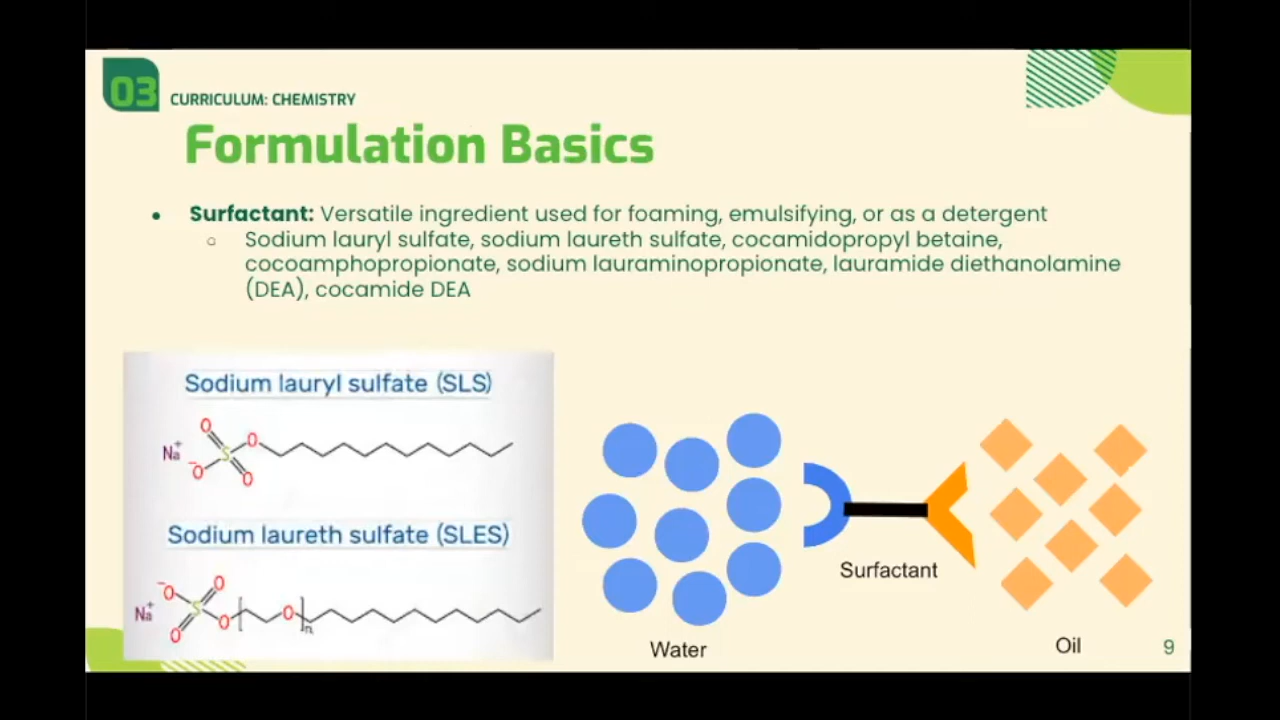 03
CURRICULUM: CHEMISTRY
Formulation Basics
• Surfactant: Versatile ingredient used for foaming, emulsifying, or as a detergent
○ Sodium lauryl sulfate, sodium laureth sulfate, cocamidopropyl betaine,
cocoamphopropionate, sodium lauraminopropionate, lauramide diethanolamine
(DEA), cocamide DEA
Sodium lauryl sulfate (SLS)
Na+ -O S O O O
Sodium laureth sulfate (SLES)
Na+ -O S O O O [ O ]n
Water
Surfactant
Oil
9